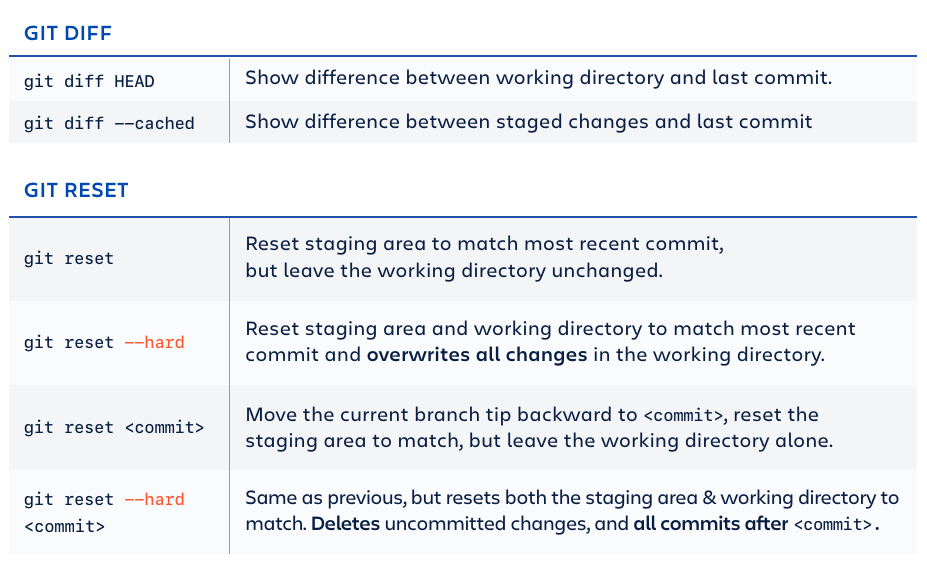 GIT DIFF
git diff HEAD
Show difference between working directory and last commit.
git diff --cached
Show difference between staged changes and last commit
GIT RESET
git reset
Reset staging area to match most recent commit,
but leave the working directory unchanged.
git reset --hard
Reset staging area and working directory to match most recent
commit and overwrites all changes in the working directory.
git reset <commit>
Move the current branch tip backward to <commit>, reset the
staging area to match, but leave the working directory alone.
git reset --hard
<commit>
Same as previous, but resets both the staging area & working directory to
match. Deletes uncommitted changes, and all commits after <commit>.